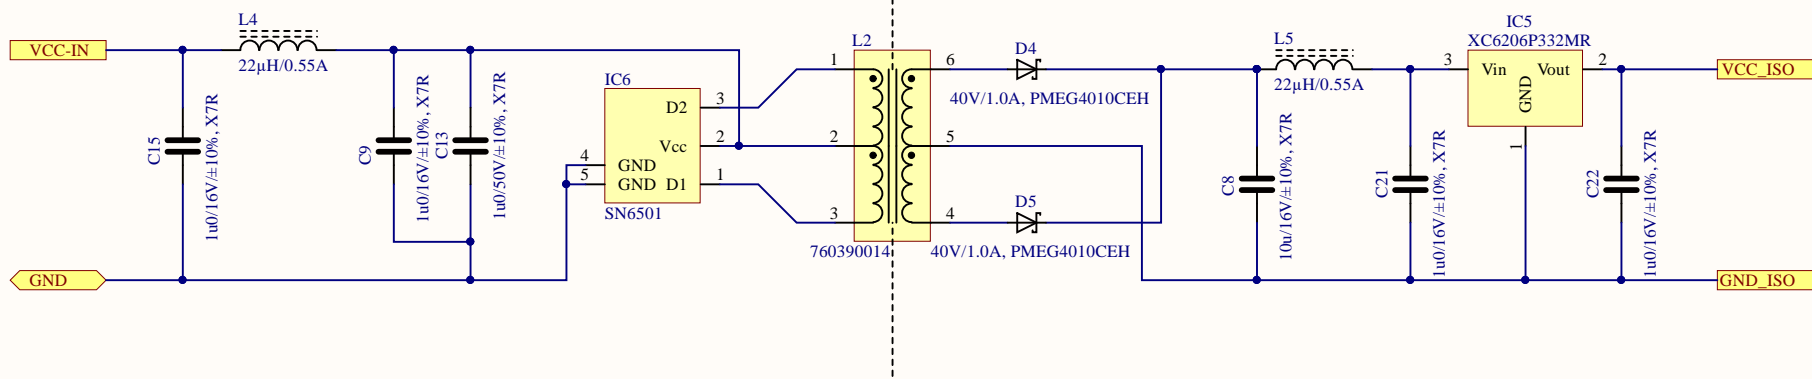 VCC-IN
GND
C15
1u0/16V/±10%, X7R
L4
22µH/0.55A
C9
1u0/16V/±10%, X7R
C13
1u0/50V/±10%, X7R
IC6
D2
Vcc
GND
GND D1
SN6501
3
2
1
4
5
L2
1
2
3
6
5
4
760390014
D4
40V/1.0A, PMEG4010CEH
D5
40V/1.0A, PMEG4010CEH
C8
10u/16V/±10%, X7R
L5
22µH/0.55A
C21
1u0/16V/±10%, X7R
IC5
XC6206P332MR
3
Vin
Vout
2
GND
1
C22
1u0/16V/±10%, X7R
VCC_ISO
GND_ISO